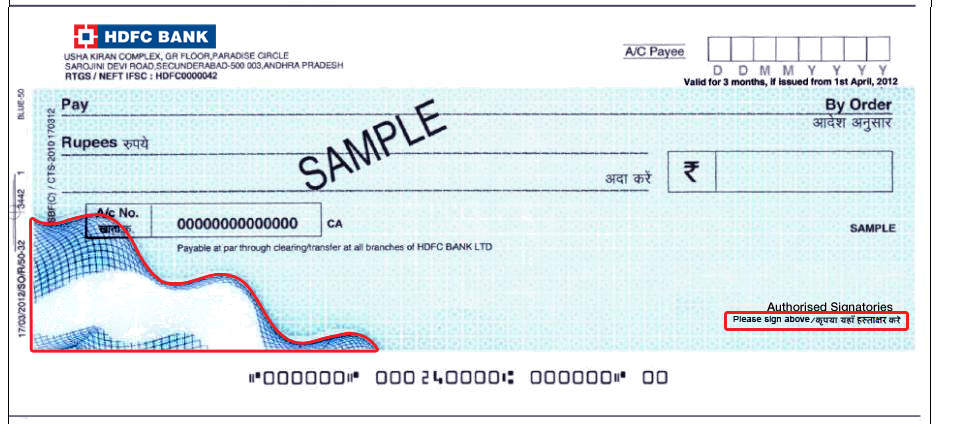 HDFC BANK
USHA KIRAN COMPLEX, GR FLOOR,PARADISE CIRCLE
SAROJINI DEVI ROAD,SECUNDERABAD-500 003,ANDHRA PRADESH
RTGS / NEFT IFSC : HDFC0000042
A/C Payee
D D M M Y Y Y Y
Valid for 3 months, if issued from 1st April, 2012
BLUE-50
Pay
By Order
आदेश अनुसार
SAMPLE
Rupees रुपये
अदा करें
₹
SBF(C) / CTS-2010 170312
3442 1
17/03/2012/SO/R/50-32
A/c No.
खाता क्र.
00000000000000
CA
SAMPLE
Payable at par through clearing/transfer at all branches of HDFC BANK LTD
Authorised Signatories
Please sign above/कृपया यहाँ हस्ताक्षर करे
⑈000000⑈ 000240000⑆ 000000⑈ 00